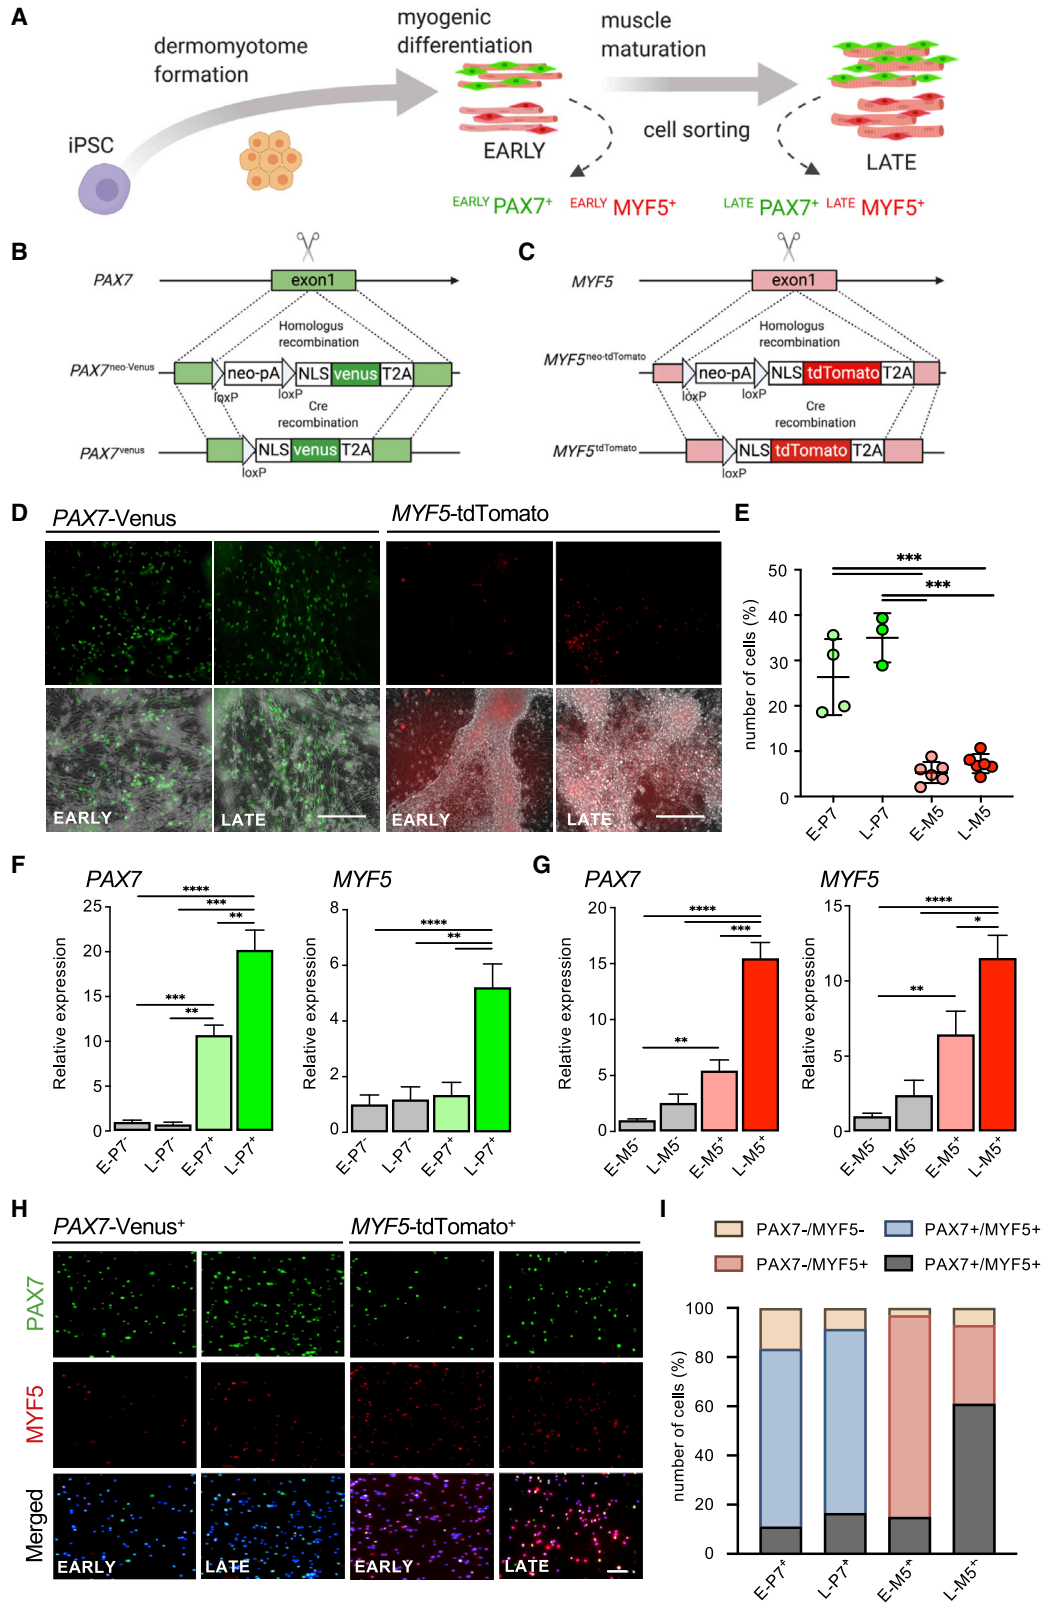 A
dermomyotome
formation
myogenic
differentiation
muscle
maturation
iPSC
EARLY
cell sorting
LATE
EARLY PAX7+ EARLY MYF5+ LATE PAX7+ LATE MYF5+
B
PAX7
exon1
Homologus
recombination
PAX7neo-Venus
neo-pA NLS venus T2A
loxP loxP
Cre
recombination
PAX7venus
NLS venus T2A
loxP
C
MYF5
exon1
Homologus
recombination
MYF5neo-tdTomato
neo-pA NLS tdTomato T2A
loxP loxP
Cre
recombination
MYF5tdTomato
NLS tdTomato T2A
loxP
D
PAX7-Venus MYF5-tdTomato
EARLY LATE EARLY LATE
E
***
***
number of cells (%)
50
40
30
20
10
0
E-P7 L-P7 E-M5 L-M5
F
PAX7
Relative expression
25
20
15
10
5
0
****
***
**
***
**
E-P7- L-P7- E-P7+ L-P7+
MYF5
Relative expression
8
6
4
2
0
****
**
E-P7- L-P7- E-P7+ L-P7+
G
PAX7
Relative expression
20
15
10
5
0
****
***
**
E-M5- L-M5- E-M5+ L-M5+
MYF5
Relative expression
15
10
5
0
****
*
**
E-M5- L-M5- E-M5+ L-M5+
H
PAX7-Venus+ MYF5-tdTomato+
PAX7
MYF5
Merged
EARLY LATE EARLY LATE
I
PAX7-/MYF5- PAX7+/MYF5+
PAX7-/MYF5+ PAX7+/MYF5+
number of cells (%)
100
80
60
40
20
0
E-P7+ L-P7+ E-M5+ L-M5+